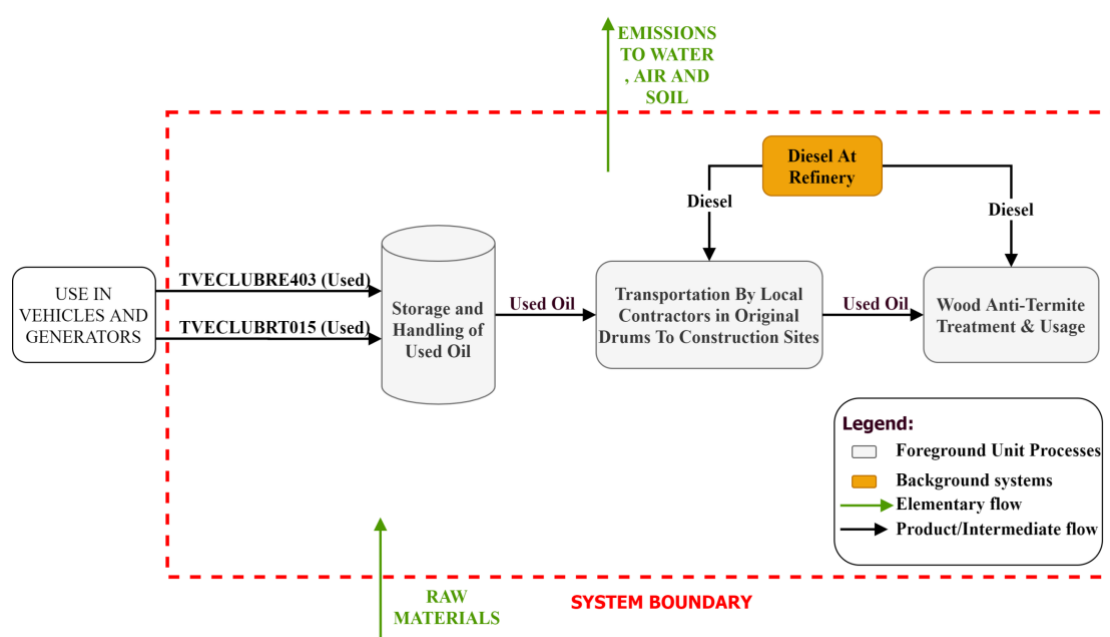 EMISSIONS
TO WATER
, AIR AND
SOIL
Diesel At
Refinery
Diesel
Diesel
USE IN
VEHICLES AND
GENERATORS
TVECLUBRE403 (Used)
TVECLUBRT015 (Used)
Storage and
Handling of
Used Oil
Used Oil
Transportation By Local
Contractors in Original
Drums To Construction Sites
Used Oil
Wood Anti-Termite
Treatment & Usage
Legend:
Foreground Unit Processes
Background systems
Elementary flow
Product/Intermediate flow
RAW
MATERIALS
SYSTEM BOUNDARY